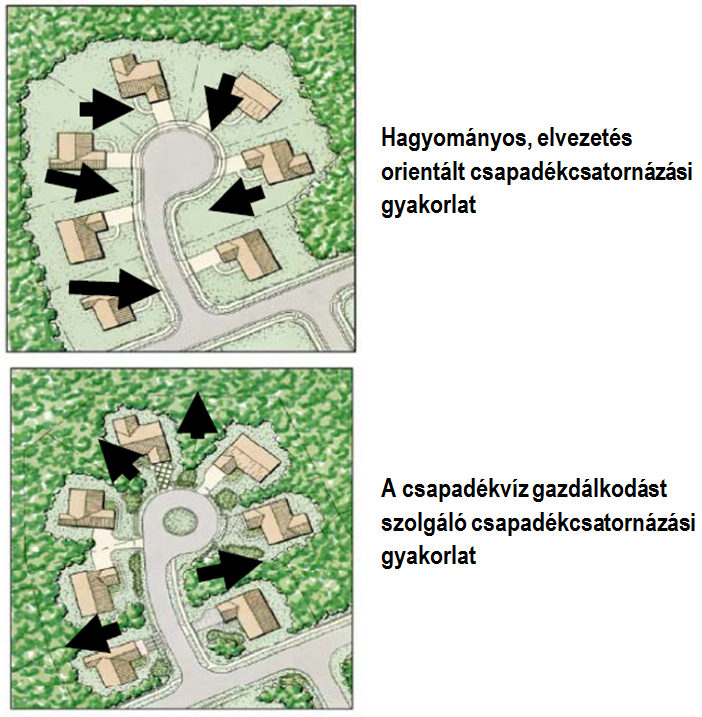 Hagyományos, elvezetés
orientált csapadékcsatornázási
gyakorlat
A csapadékvíz gazdálkodást
szolgáló csapadékcsatornázási
gyakorlat